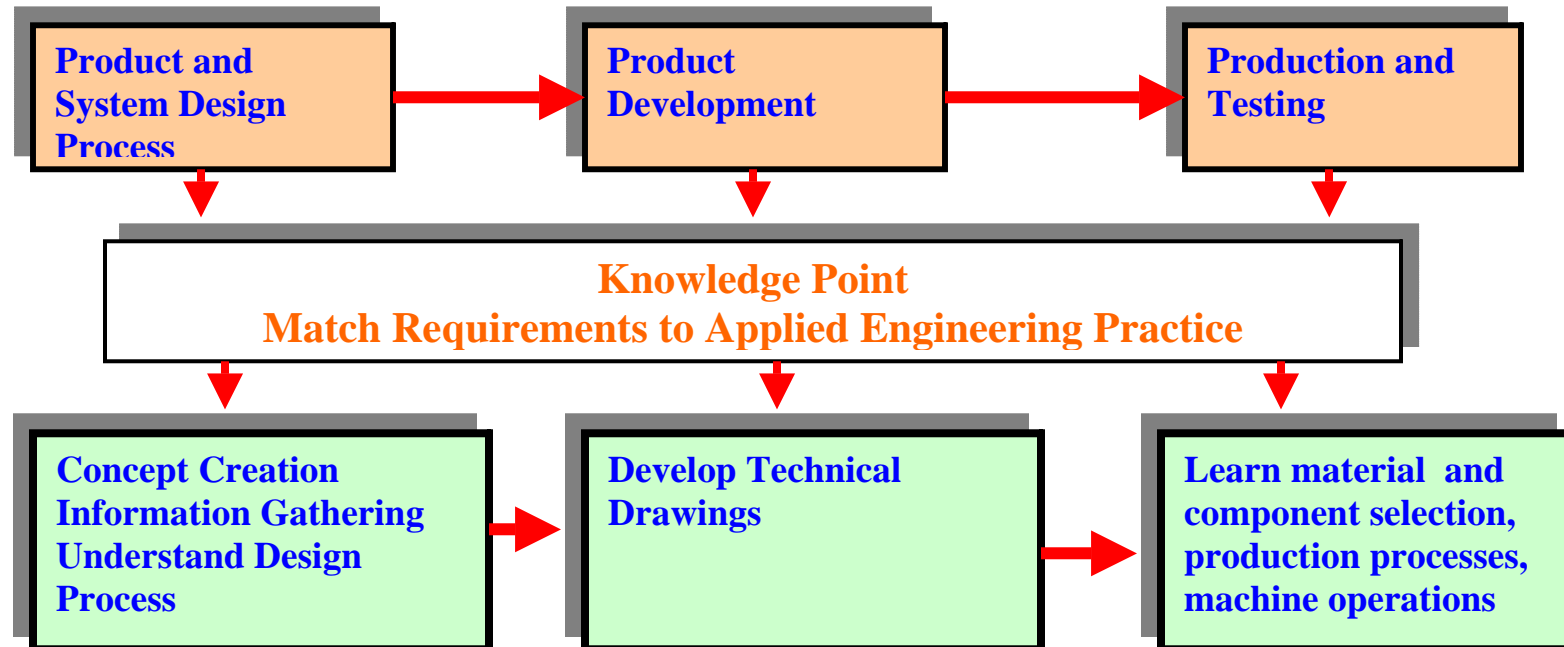 Product and
System Design
Process
Product
Development
Production and
Testing
Knowledge Point
Match Requirements to Applied Engineering Practice
Concept Creation
Information Gathering
Understand Design
Process
Develop Technical
Drawings
Learn material and
component selection,
production processes,
machine operations